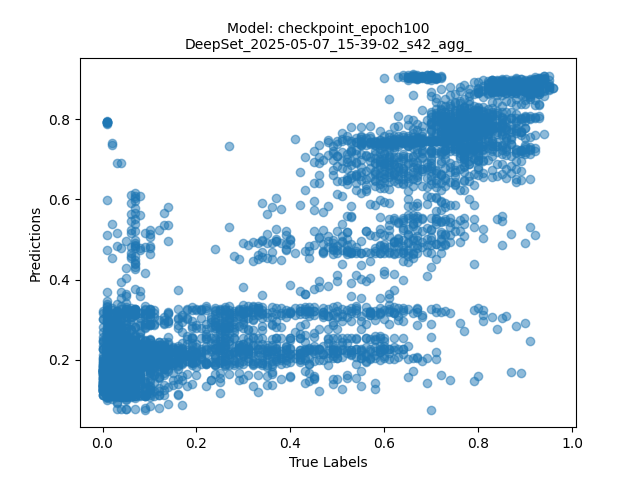 Model: checkpoint_epoch100
DeepSet_2025-05-07_15-39-02_s42_agg_
Predictions
0.8
0.6
0.4
0.2
0.0 0.2 0.4 0.6 0.8 1.0
True Labels